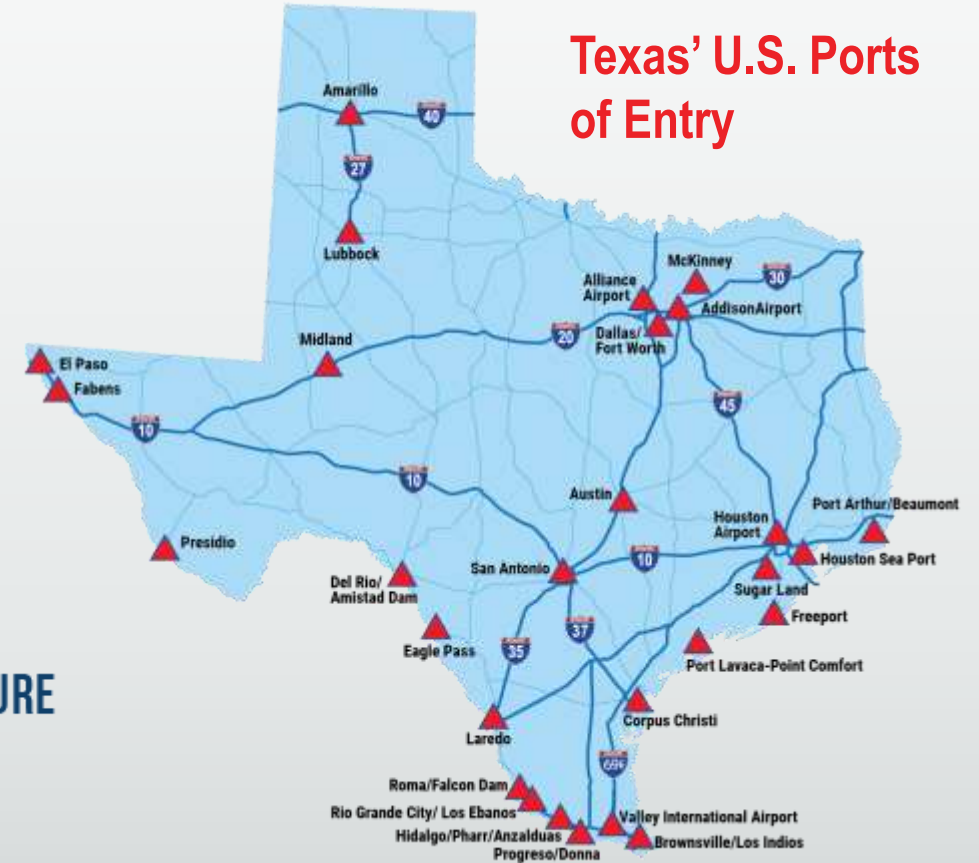 Texas' U.S. Ports
of Entry
Amarillo
40
27
Lubbock
McKinney
30
Alliance
Airport
AddisonAirport
Dallas/
Fort Worth
20
Midland
El Paso
Fabens
10
45
10
Austin
Port Arthur/Beaumont
Houston
Airport
Presidio
San Antonio
10
Houston Sea Port
Del Rio/
Amistad Dam
Sugar Land
Freeport
Eagle Pass
35
37
Port Lavaca-Point Comfort
URE
Corpus Christi
Laredo
69E
Roma/Falcon Dam
Rio Grande City/ Los Ebanos
Valley International Airport
Hidalgo/Pharr/Anzalduas
Brownsville/Los Indios
Progreso/Donna